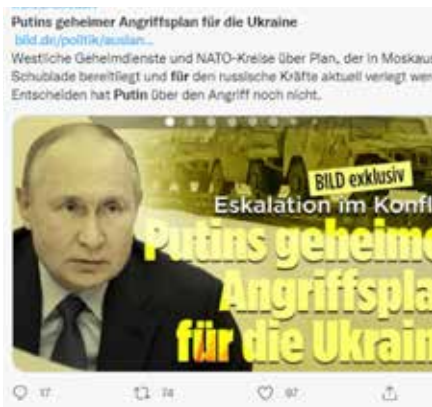 Putins geheimer Angriffsplan für die Ukraine
bild.de/politik/auslan...
Westliche Geheimdienste und NATO-Kreise über Plan, der in Moskaus
Schublade bereitliegt und für den russische Kräfte aktuell verlegt wer
Entscheiden hat Putin über den Angriff noch nicht.
BILD exklusiv
Eskalation im Konfl
Putins geheime
Angriffspla
für die Ukrain
17 74 97